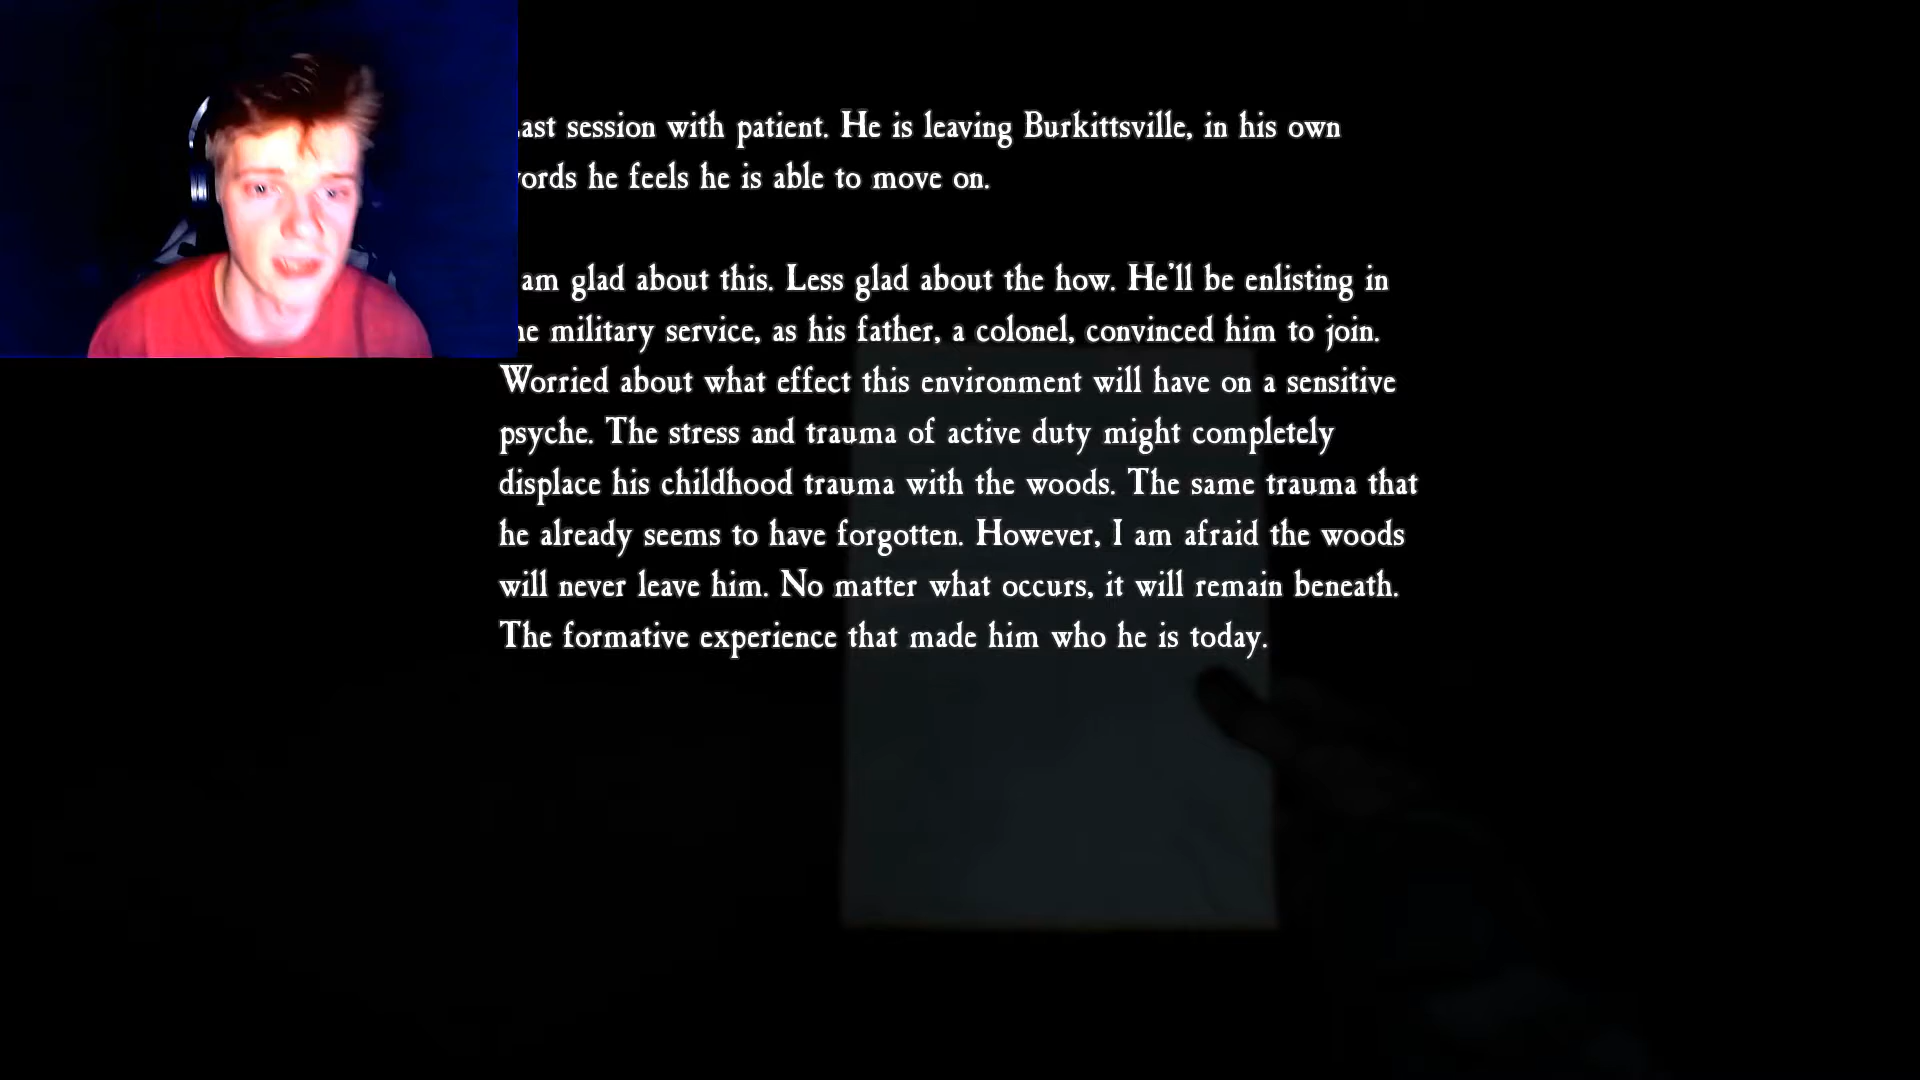 ast session with patient. He is leaving Burkittsville, in his own
ords he feels he is able to move on.
am glad about this. Less glad about the how. He'll be enlisting in
he military service, as his father, a colonel, convinced him to join.
Worried about what effect this environment will have on a sensitive
psyche. The stress and trauma of active duty might completely
displace his childhood trauma with the woods. The same trauma that
he already seems to have forgotten. However, I am afraid the woods
will never leave him. No matter what occurs, it will remain beneath.
The formative experience that made him who he is today.